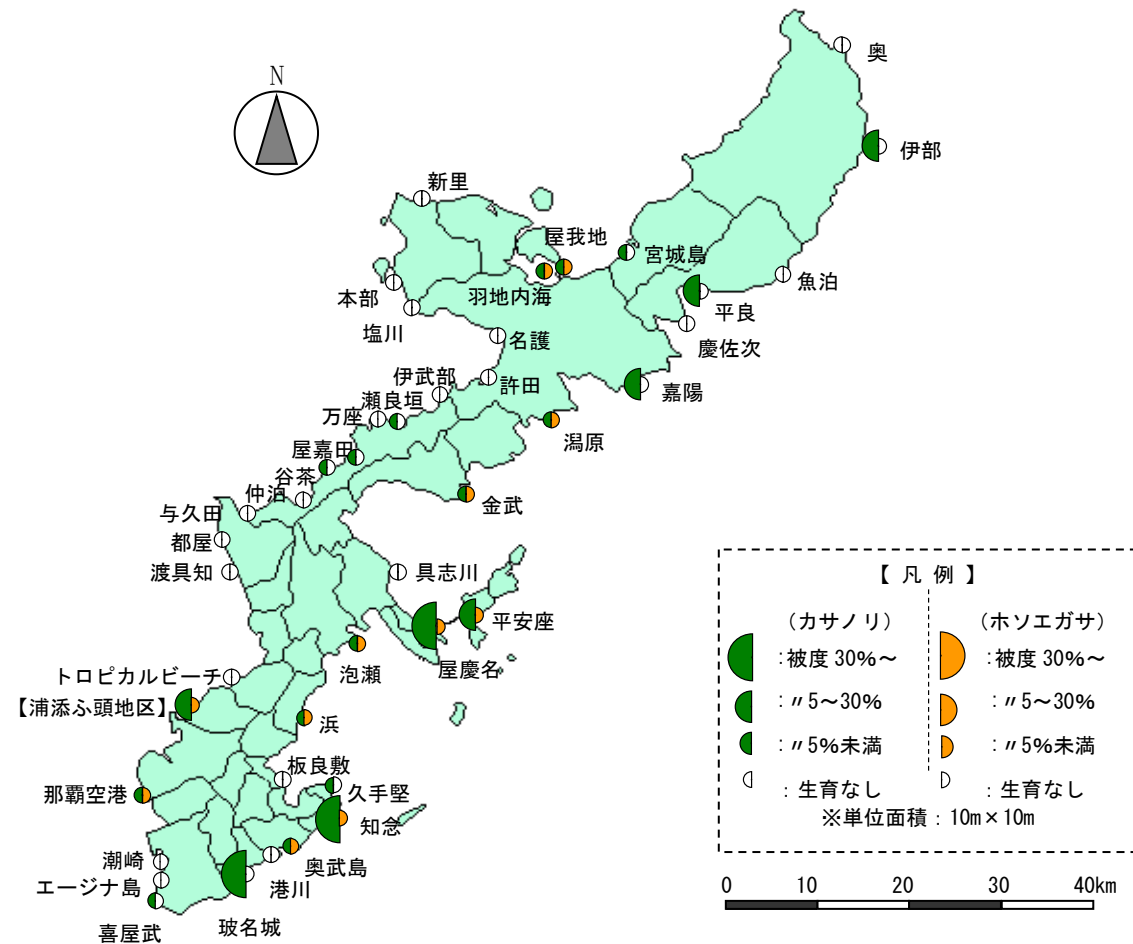 N
奥
伊部
新里
屋我地
宮城島
魚泊
本部
羽地内海
平良
塩川
名護
慶佐次
伊武部
許田
嘉陽
瀬良垣
万座
潟原
屋嘉田
谷茶
仲泊
金武
与久田
都屋
渡具知
具志川
平安座
泡瀬
屋慶名
トロピカルビーチ
【浦添ふ頭地区】
浜
板良敷
那覇空港
久手堅
知念
潮崎
奥武島
エージナ島
港川
玻名城
喜屋武
【 凡 例 】
(カサノリ) (ホソエガサ)
:被度 30%~ :被度 30%~
:〃5~30% :〃5~30%
:〃5%未満 :〃5%未満
: 生育なし : 生育なし
※単位面積:10m×10m
0 10 20 30 40km